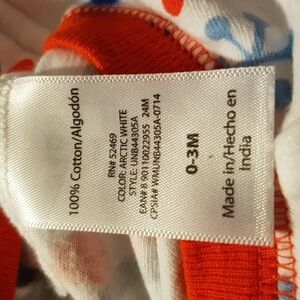 100% Cotton/Algodón
RN# 52469
COLOR: ARCTIC WHITE
STYLE: UNB44305A
EAN# 8 90110022955 24M
CPSIA# WMUNB44305A-0714
0-3M
Made in/Hecho en
India